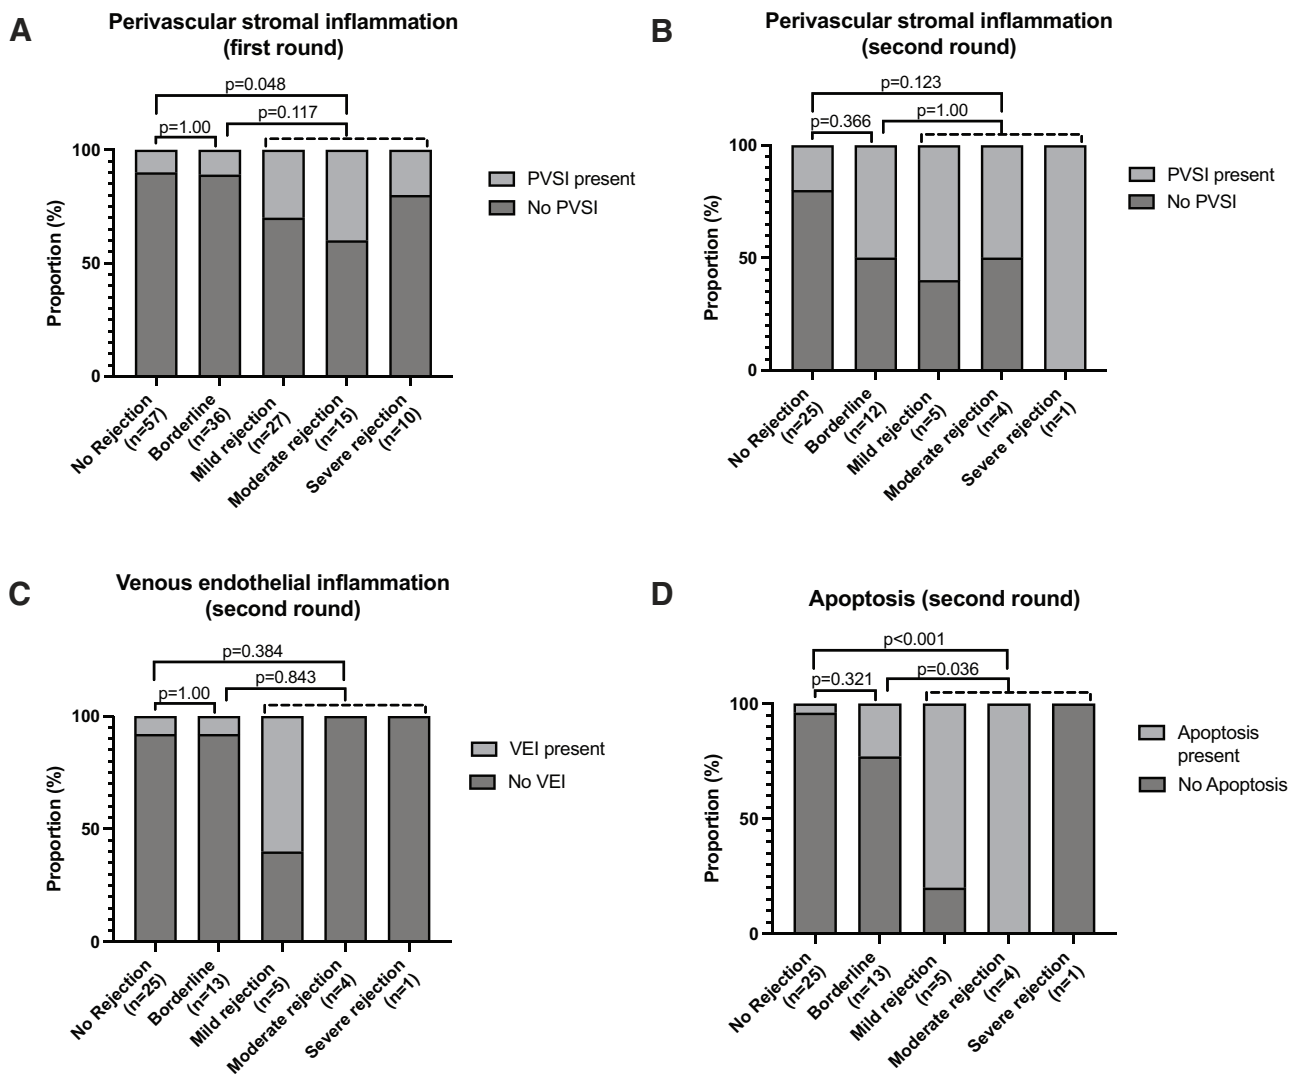 A
Perivascular stromal inflammation
(first round)
p=0.048
p=0.117
p=1.00
100
50
0
Proportion (%)
PVSI present
No PVSI
No Rejection
(n=57)
Borderline
(n=36)
Mild rejection
(n=27)
Moderate rejection
(n=15)
Severe rejection
(n=10)
B
Perivascular stromal inflammation
(second round)
p=0.123
p=1.00
p=0.366
100
50
0
Proportion (%)
PVSI present
No PVSI
No Rejection
(n=25)
Borderline
(n=12)
Mild rejection
(n=5)
Moderate rejection
(n=4)
Severe rejection
(n=1)
C
Venous endothelial inflammation
(second round)
p=0.384
p=0.843
p=1.00
100
50
0
Proportion (%)
VEI present
No VEI
No Rejection
(n=25)
Borderline
(n=13)
Mild rejection
(n=5)
Moderate rejection
(n=4)
Severe rejection
(n=1)
D
Apoptosis (second round)
p<0.001
p=0.036
p=0.321
100
50
0
Proportion (%)
Apoptosis
present
No Apoptosis
No Rejection
(n=25)
Borderline
(n=13)
Mild rejection
(n=5)
Moderate rejection
(n=4)
Severe rejection
(n=1)